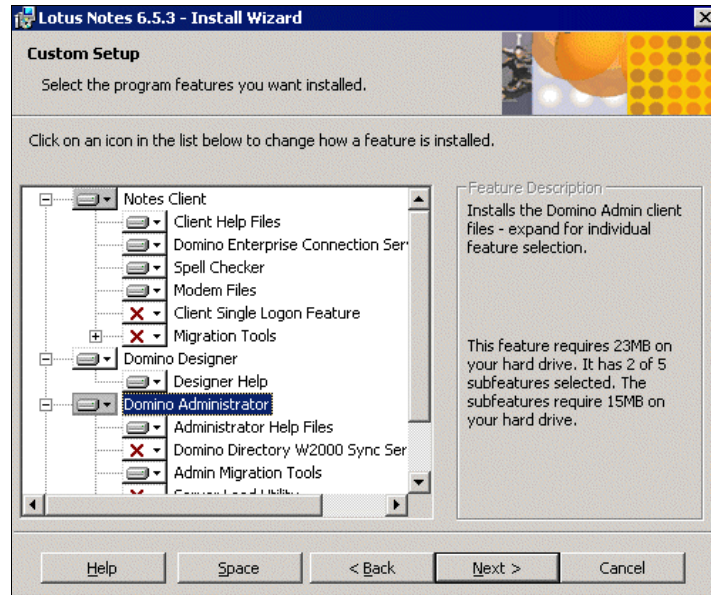 Lotus Notes 6.5.3 - Install Wizard
Custom Setup
Select the program features you want installed.
Click on an icon in the list below to change how a feature is installed.
Notes Client
Client Help Files
Domino Enterprise Connection Ser
Spell Checker
Modem Files
Client Single Logon Feature
Migration Tools
Domino Designer
Designer Help
Domino Administrator
Administrator Help Files
Domino Directory W2000 Sync Ser
Admin Migration Tools
Server Load Utility
Feature Description
Installs the Domino Admin client
files - expand for individual
feature selection.
This feature requires 23MB on
your hard drive. It has 2 of 5
subfeatures selected. The
subfeatures require 15MB on
your hard drive.
Help
Space
< Back
Next >
Cancel